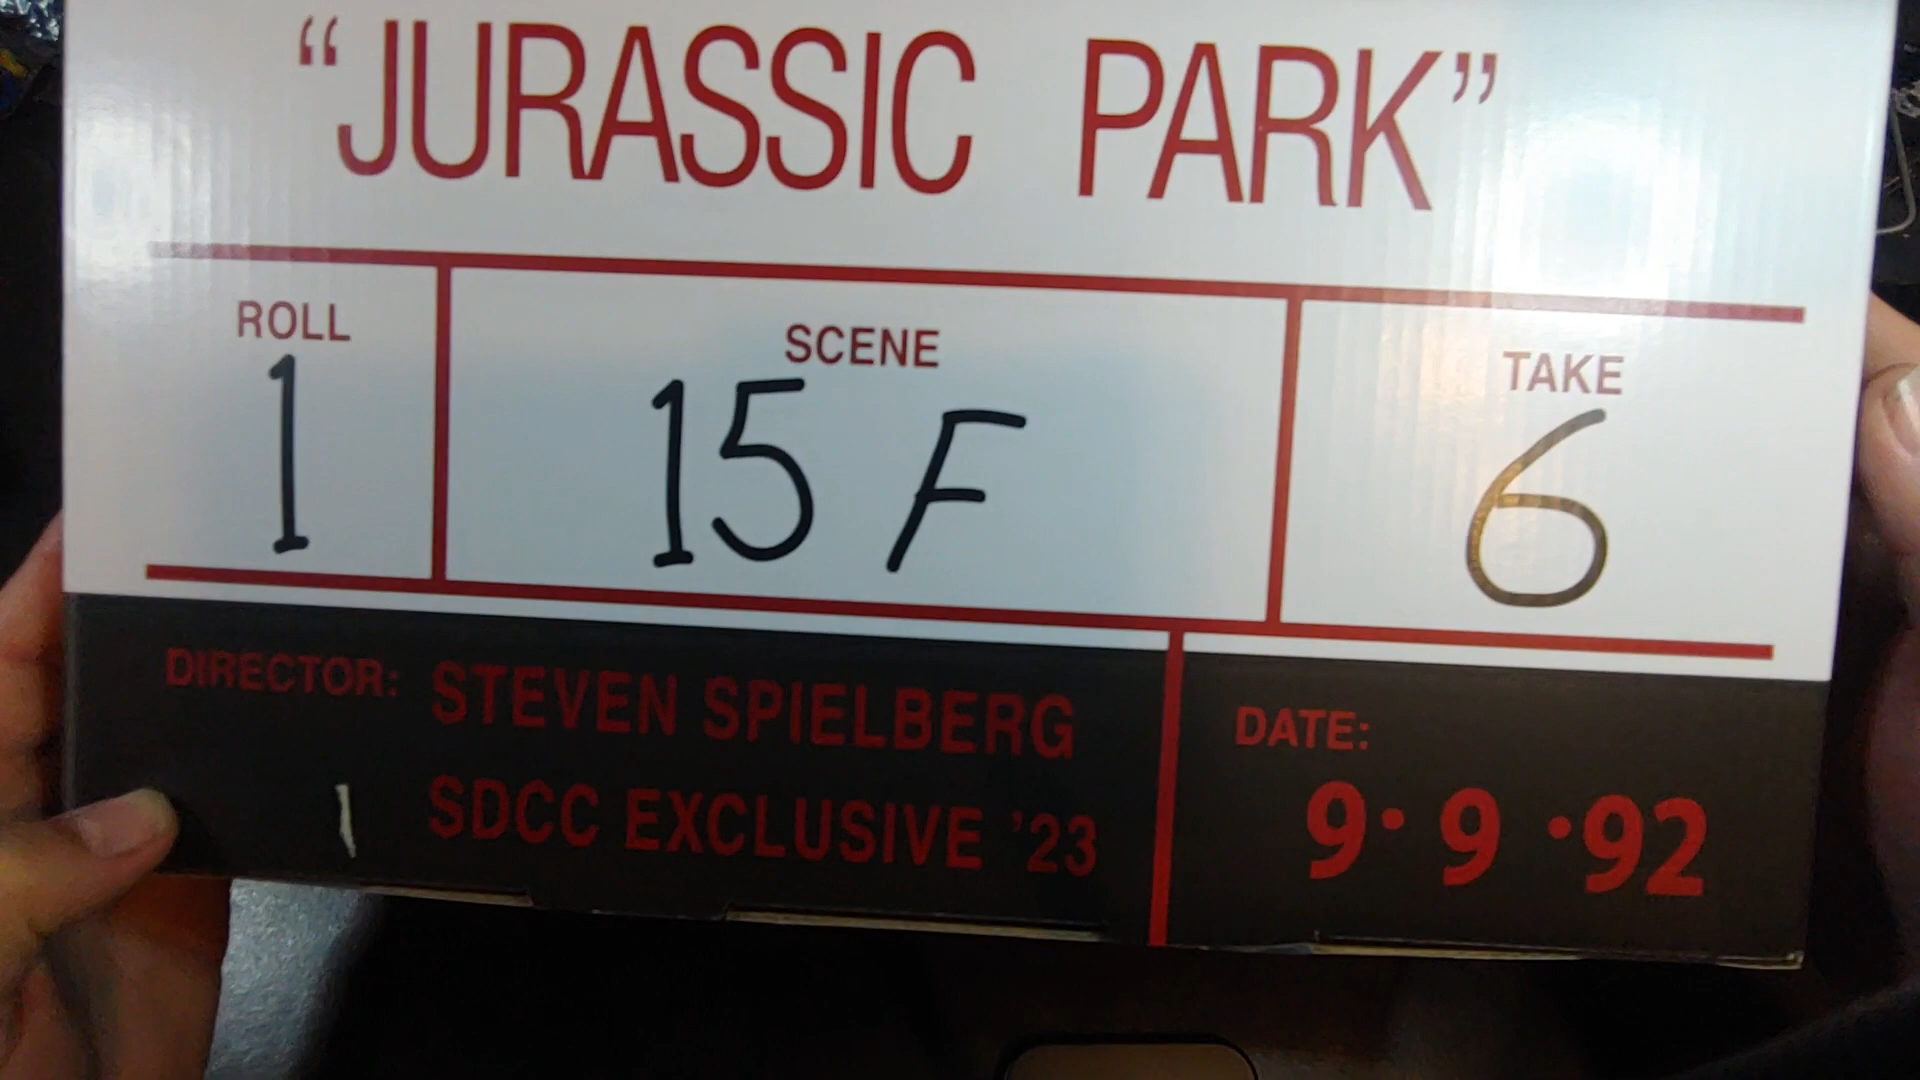 “JURASSIC PARK”
ROLL
SCENE
TAKE
1
15 F
6
DIRECTOR: STEVEN SPIELBERG
SDCC EXCLUSIVE ’23
DATE:
9·9·92